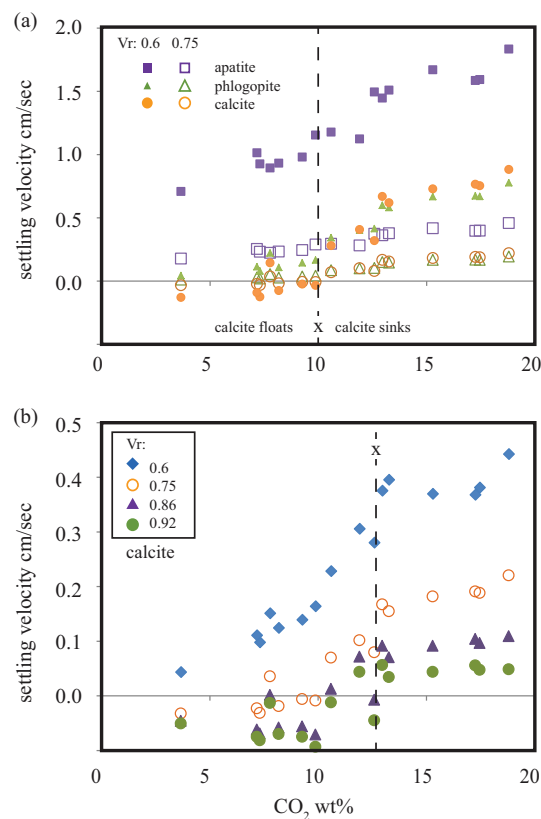 (a)
2.0
1.5
1.0
0.5
0.0
settling velocity cm/sec
Vr: 0.6 0.75
apatite
phlogopite
calcite
calcite floats x calcite sinks
0 5 10 15 20
(b)
0.5
0.4
0.3
0.2
0.1
0.0
settling velocity cm/sec
Vr:
0.6
0.75
0.86
0.92
calcite
x
0 5 10 15 20
CO2 wt%